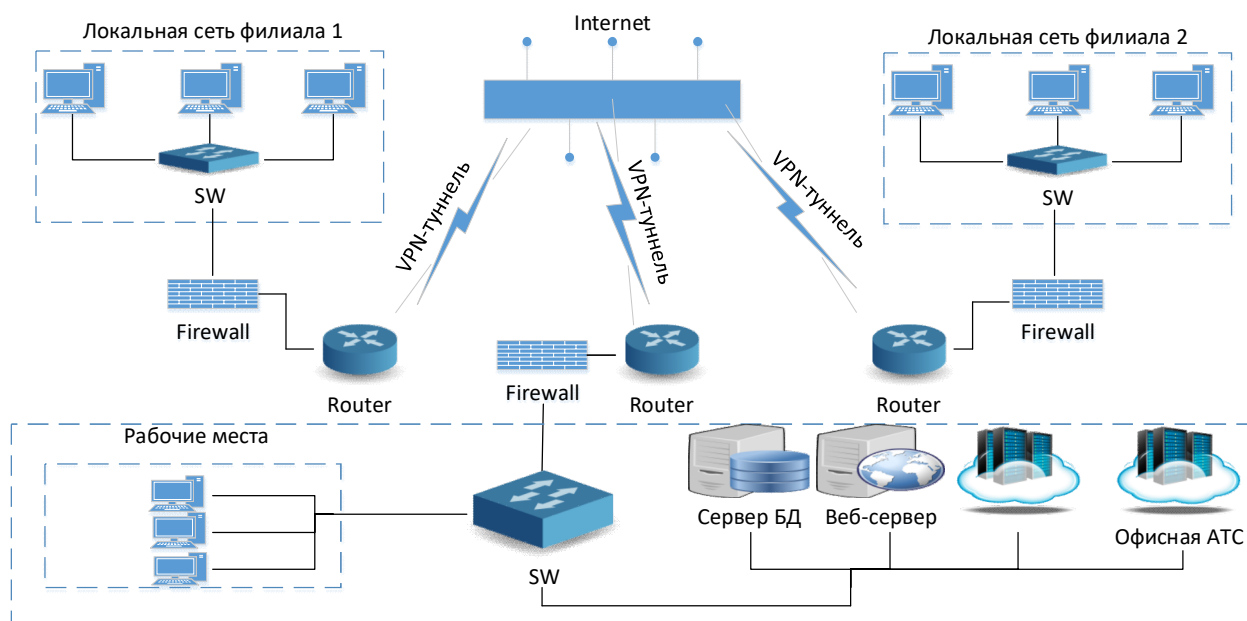 Локальная сеть филиала 1
Internet
Локальная сеть филиала 2
SW
SW
VPN-туннель
VPN-туннель
VPN-туннель
Firewall
Firewall
Firewall
Router
Router
Router
Рабочие места
Сервер БД
Веб-сервер
Офисная АТС
SW